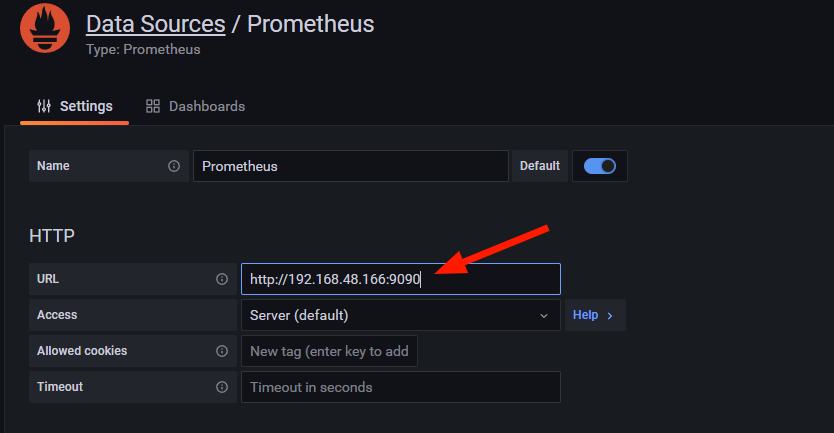 Data Sources / Prometheus
Type: Prometheus
Settings Dashboards
Name Prometheus Default
HTTP
URL http://192.168.48.166:9090
Access Server (default) Help >
Allowed cookies New tag (enter key to add
Timeout Timeout in seconds